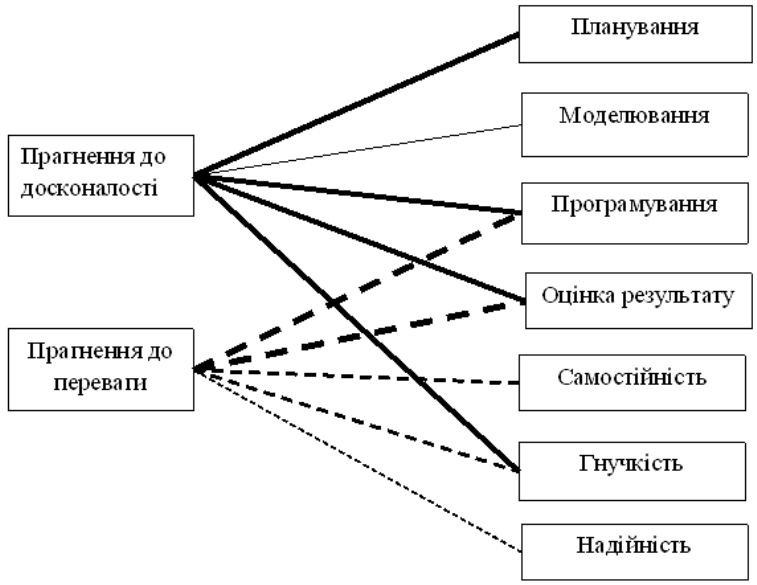 Планування
Моделювання
Прагнення до
досконалості
Програмування
Оцінка результату
Прагнення до
переваги
Самостійність
Гнучкість
Надійність